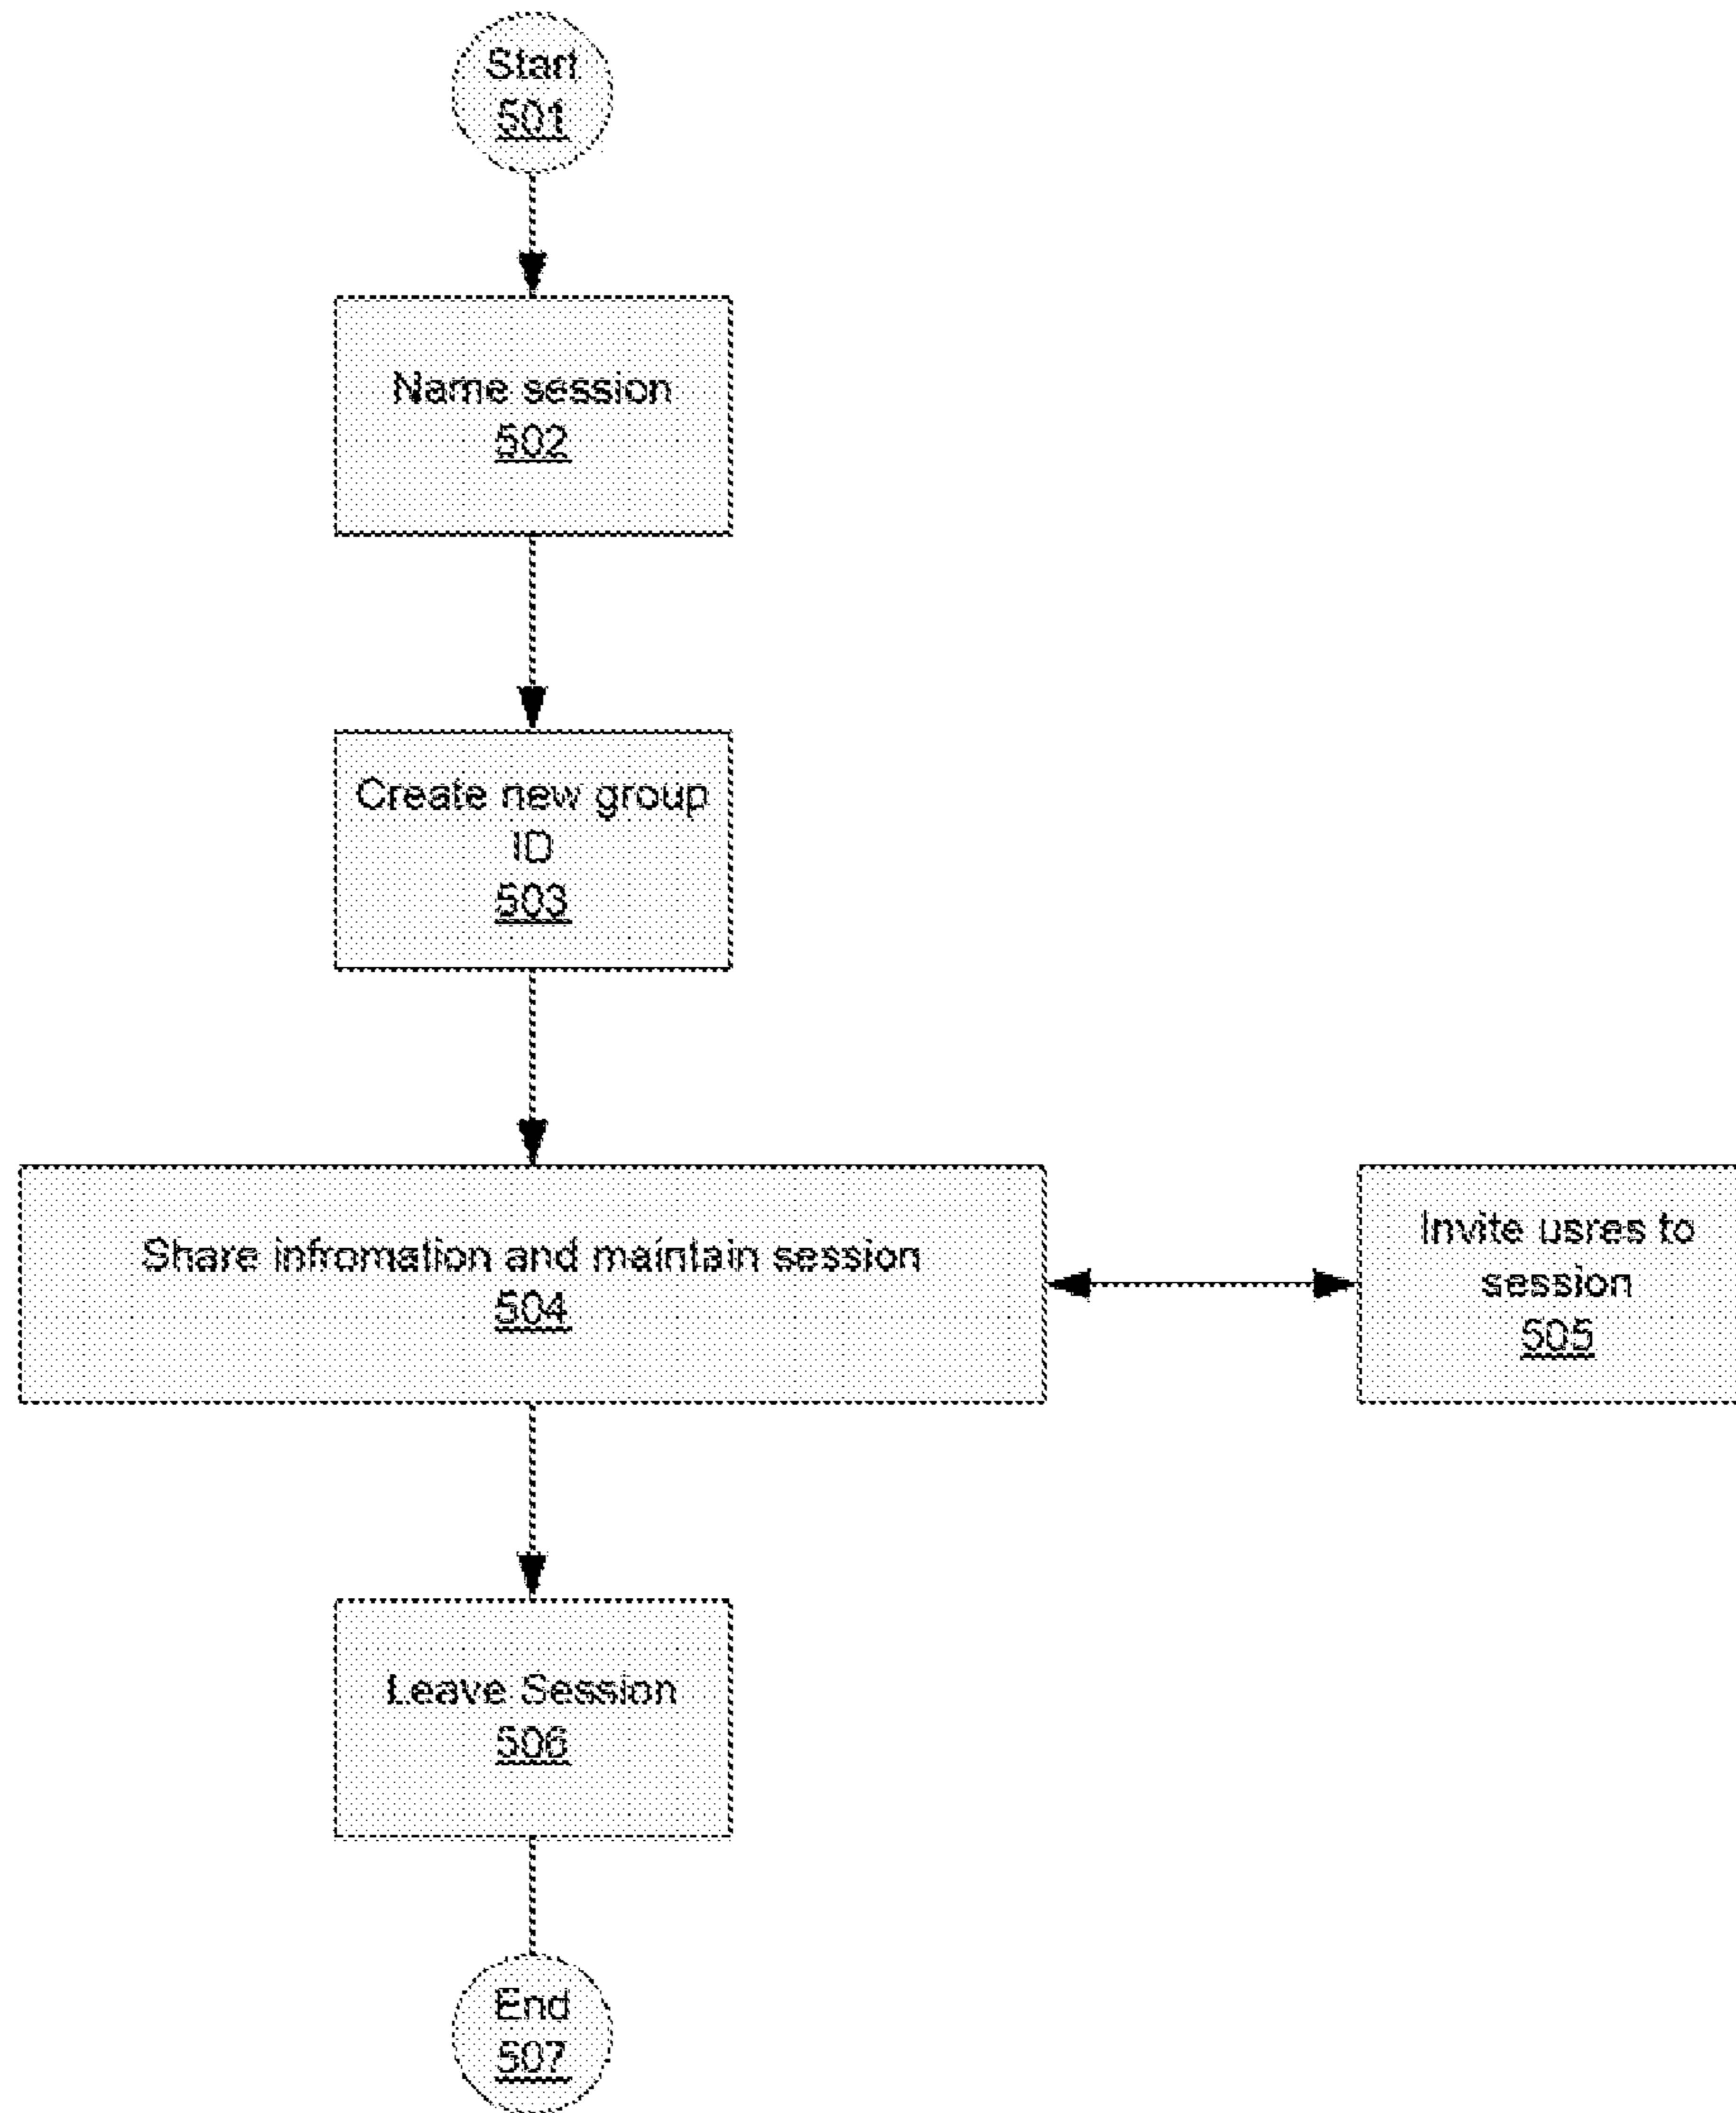 Start
501
Name session
502
Create new group
ID
503
Share infromation and maintain session
504
Invite usres to
session
505
Leave Session
506
End
507